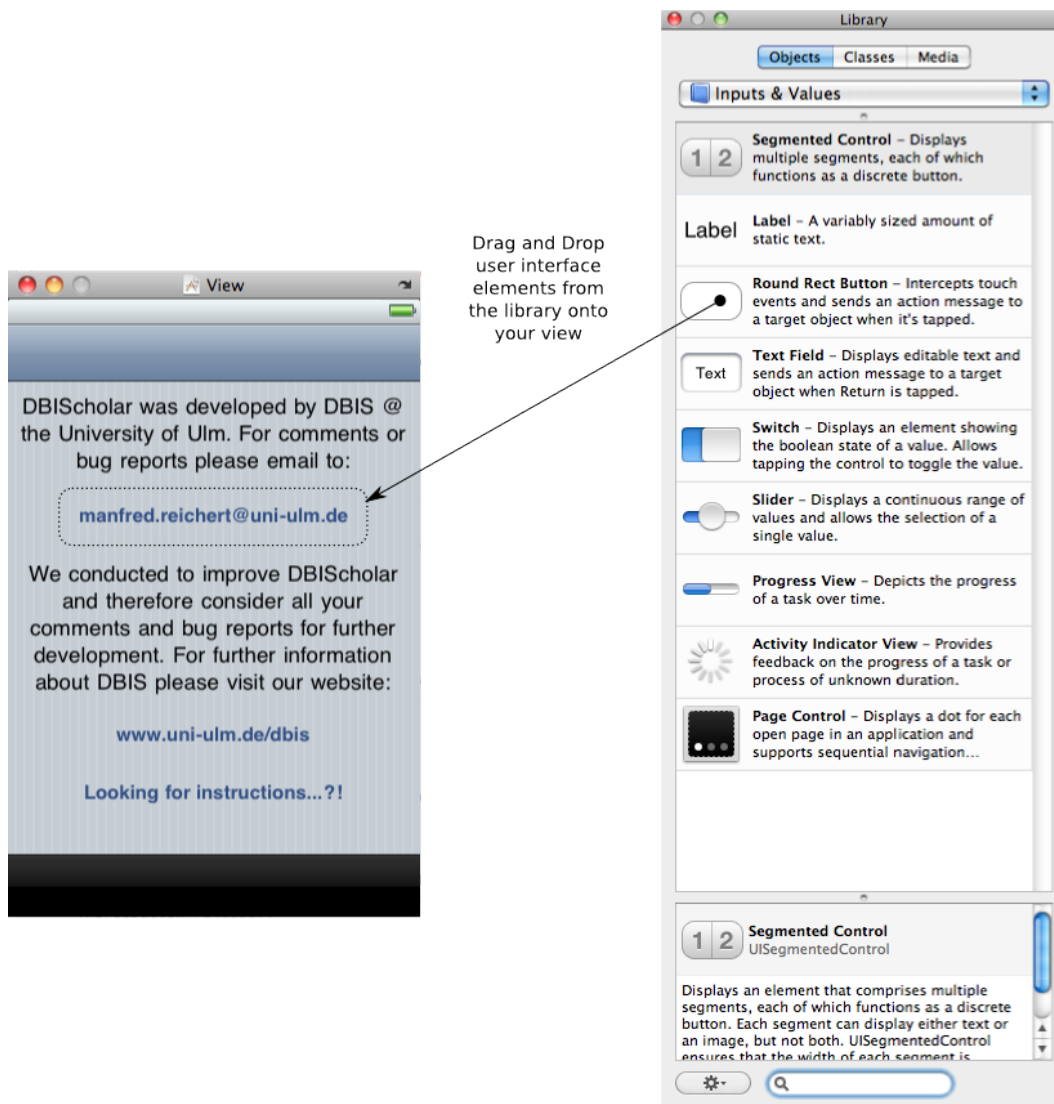 View
DBIScholar was developed by DBIS @
the University of Ulm. For comments or
bug reports please email to:
manfred.reichert@uni-ulm.de
We conducted to improve DBIScholar
and therefore consider all your
comments and bug reports for further
development. For further information
about DBIS please visit our website:
www.uni-ulm.de/dbis
Looking for instructions...?!
Drag and Drop
user interface
elements from
the library onto
your view
Library
Objects Classes Media
Inputs & Values
1 2
Segmented Control – Displays
multiple segments, each of which
functions as a discrete button.
Label
Label – A variably sized amount of
static text.
Round Rect Button – Intercepts touch
events and sends an action message to
a target object when it's tapped.
Text
Text Field – Displays editable text and
sends an action message to a target
object when Return is tapped.
Switch – Displays an element showing
the boolean state of a value. Allows
tapping the control to toggle the value.
Slider – Displays a continuous range of
values and allows the selection of a
single value.
Progress View – Depicts the progress
of a task over time.
Activity Indicator View – Provides
feedback on the progress of a task or
process of unknown duration.
Page Control – Displays a dot for each
open page in an application and
supports sequential navigation...
1 2
Segmented Control
UISegmentedControl
Displays an element that comprises multiple
segments, each of which functions as a discrete
button. Each segment can display either text or
an image, but not both. UISegmentedControl
ensures that the width of each segment is